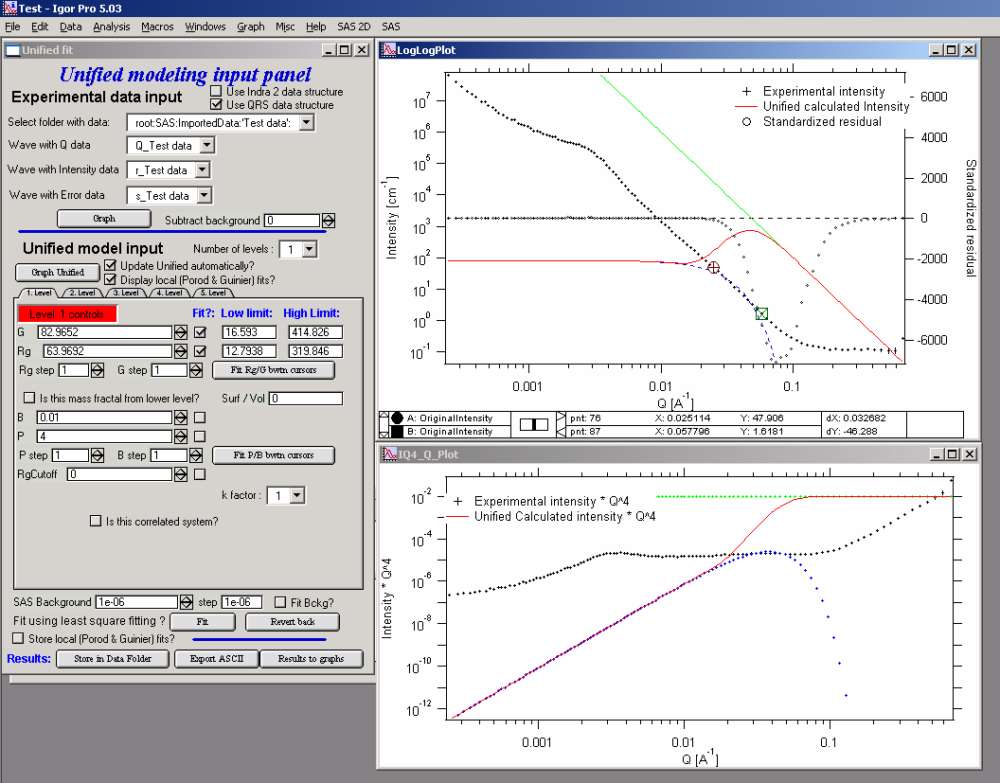 Test - Igor Pro 5.03
File Edit Data Analysis Macros Windows Graph Misc Help SAS 2D SAS
Unified fit
Unified modeling input panel
Experimental data input
Use Indra 2 data structure
Use QRS data structure
Select folder with data: root:SAS:ImportedData:'Test data':
Wave with Q data Q_Test data
Wave with Intensity data r_Test data
Wave with Error data s_Test data
Graph Subtract background 0
Unified model input Number of levels : 1
Graph Unified Update Unified automatically?
Display local (Porod & Guinier) fits?
1. Level 2. Level 3. Level 4. Level 5. Level
Level 1 controls Fit?: Low limit: High Limit:
G 82.9652 16.593 414.826
Rg 63.9692 12.7938 319.846
Rg step 1 G step 1 Fit Rg/G bwtn cursors
Is this mass fractal from lower level? Surf / Vol 0
B 0.01
P 4
P step 1 B step 1 Fit P/B bwtn cursors
RgCutoff 0
k factor : 1
Is this correlated system?
SAS Background 1e-06 step 1e-06 Fit Bckg?
Fit using least square fitting ? Fit Revert back
Store local (Porod & Guinier) fits?
Results: Store in Data Folder Export ASCII Results to graphs
LogLogPlot
Experimental intensity
Unified calculated Intensity
Standardized residual
10^7
10^6
10^5
10^4
10^3
10^2
10^1
10^0
10^-1
Intensity [cm^-1]
6000
4000
2000
0
-2000
-4000
-6000
Standardized residual
0.001 0.01 0.1
Q [A^-1]
A: OriginalIntensity pnt: 76 X: 0.025114 Y: 47.906 dX: 0.032682
B: OriginalIntensity pnt: 87 X: 0.057796 Y: 1.6181 dY: -46.288
IQ4_Q_Plot
Experimental intensity * Q^4
Unified Calculated intensity * Q^4
10^-2
10^-4
10^-6
10^-8
10^-10
10^-12
Intensity * Q^4
0.001 0.01 0.1
Q [A^-1]